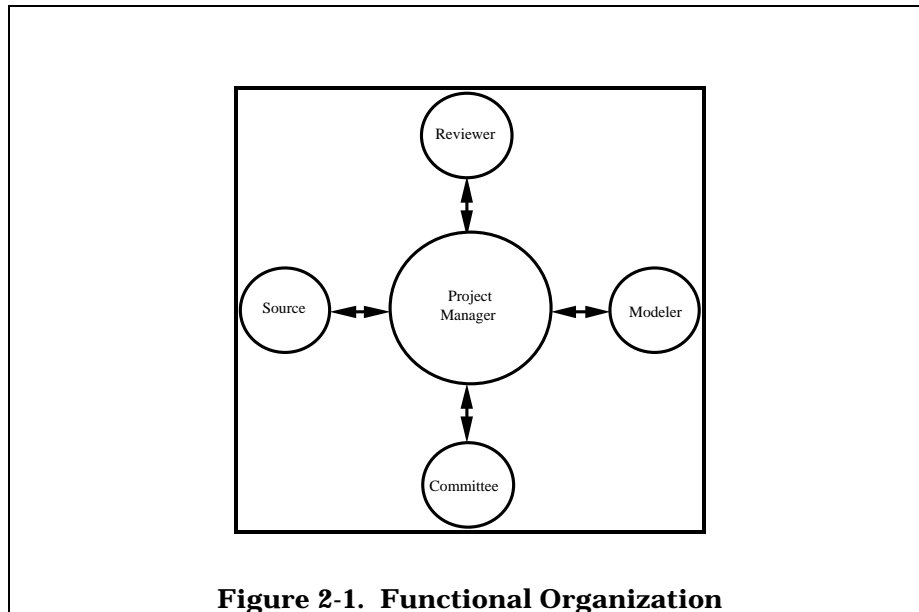 Reviewer
Source
Project
Manager
Modeler
Committee
Figure 2-1. Functional Organization